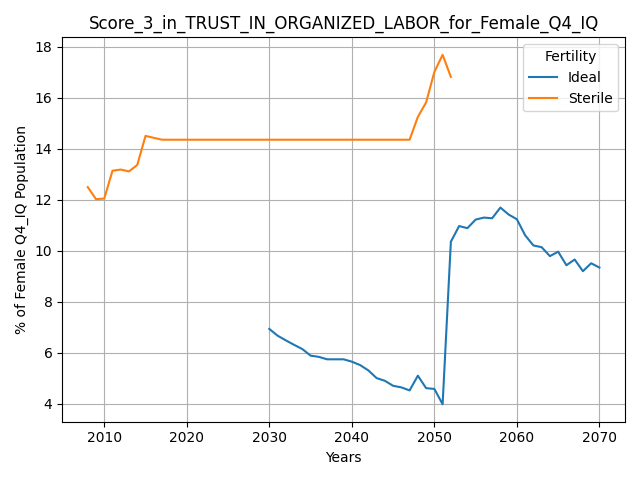 Score_3_in_TRUST_IN_ORGANIZED_LABOR_for_Female_Q4_IQ
% of Female Q4_IQ Population
18
16
14
12
10
8
6
4
Fertility
Ideal
Sterile
2010 2020 2030 2040 2050 2060 2070
Years